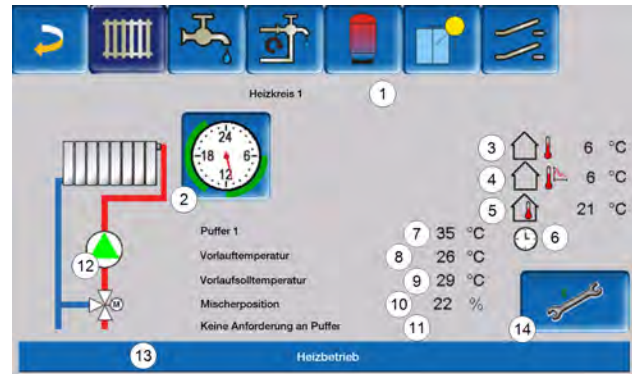 Heizkreis 1
1
24
-18 6-
12
2
3 6 °C
4 6 °C
5 21 °C
6
Puffer 1 7 35 °C
Vorlauftemperatur 8 26 °C
Vorlaufsolltemperatur 9 29 °C
Mischerposition 10 22 %
Keine Anforderung an Puffer 11
12
M
14
13 Heizbetrieb